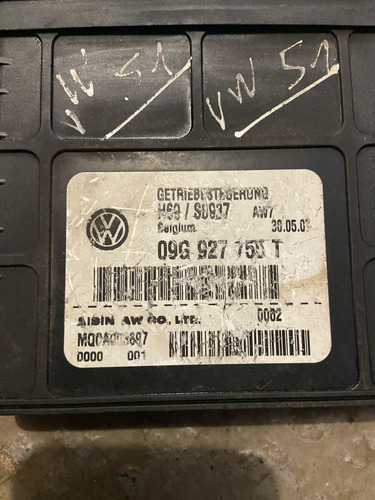 VW 51
VW 51
GETRIEBESTEUERUNG
AW7
Belgium 30.05.
09G 927 750 T
AISIN AW CO., LTD. 0002
0000 001